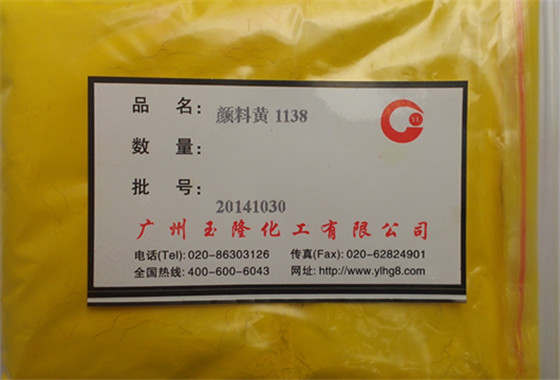 品 名: 颜料黄 1138
数 量:
批 号: 20141030
广州玉隆化工有限公司
电话(Tel): 020-86303126 传真(Fax): 020-62824901
全国热线: 400-600-6043 网址: http://www.ylhg8.com